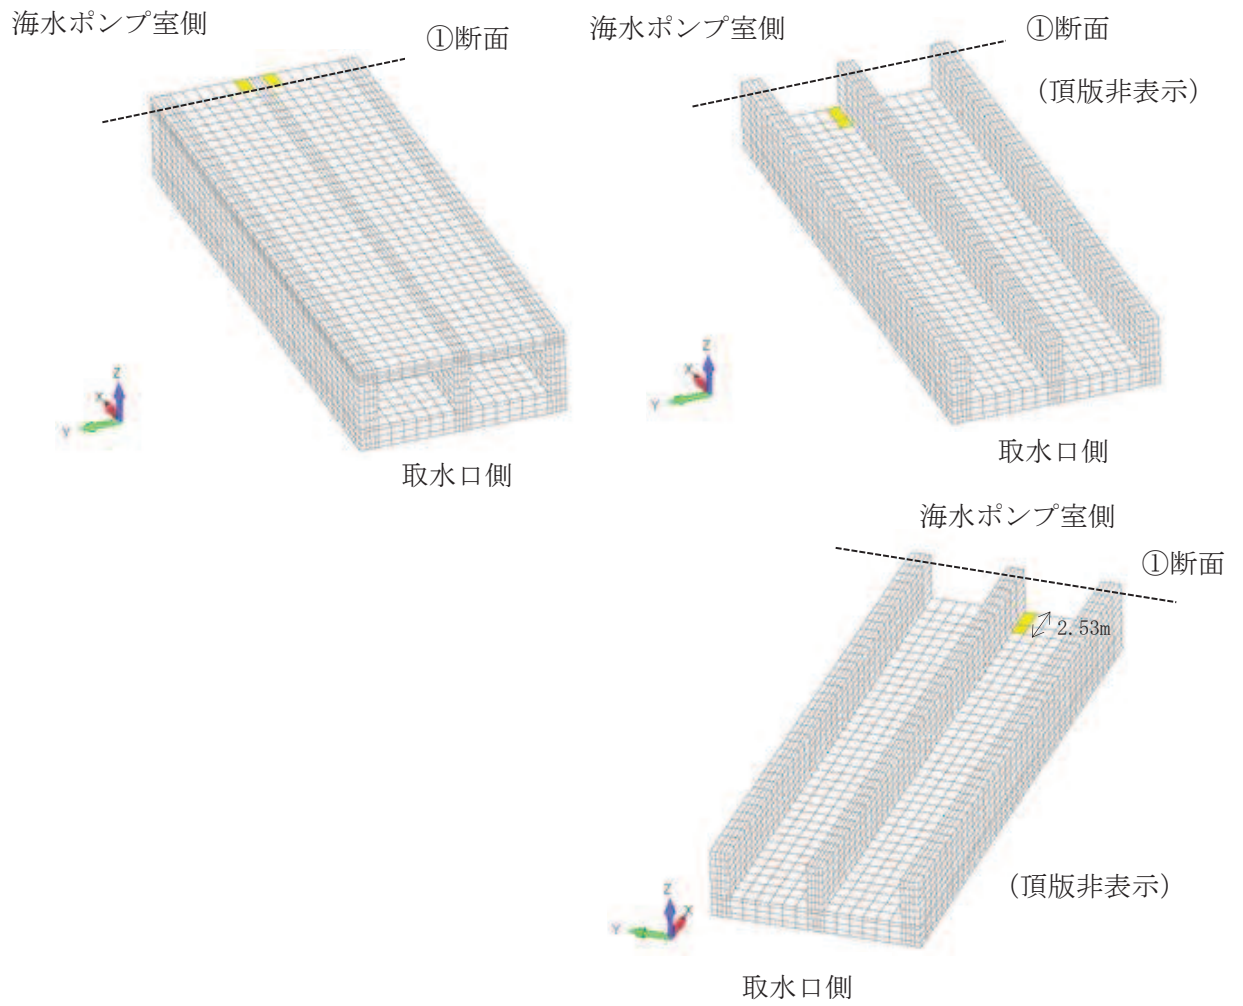 海水ポンプ室側
①断面
Z
X
Y
取水口側
海水ポンプ室側
①断面
(頂版非表示)
Z
X
Y
取水口側
海水ポンプ室側
①断面
2.53m
(頂版非表示)
Z
X
Y
取水口側